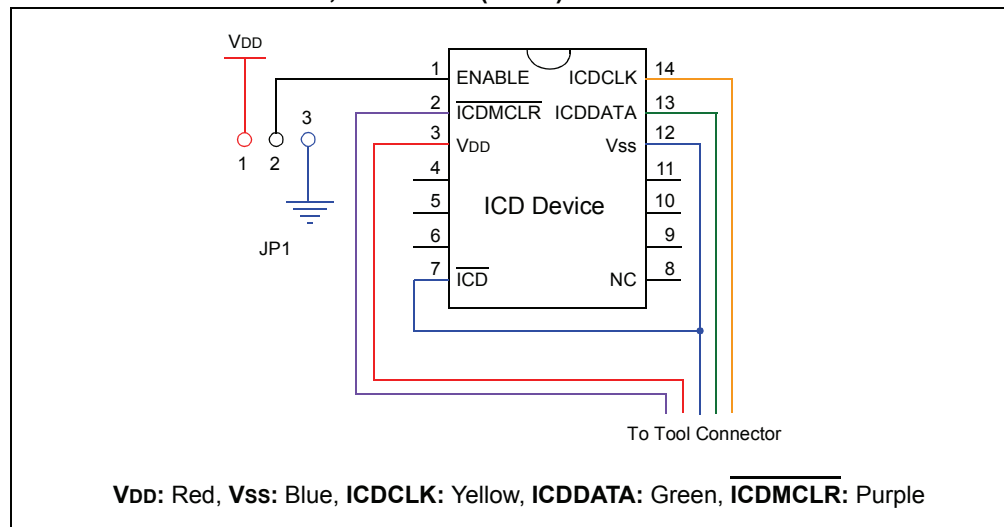 VDD
1 2 3
JP1
1 ENABLE ICDCLK 14
2 ICDMCLR ICDDATA 13
3 VDD Vss 12
4 11
5 ICD Device 10
6 9
7 ICD NC 8
To Tool Connector
VDD: Red, Vss: Blue, ICDCLK: Yellow, ICDDATA: Green, ICDMCLR: Purple